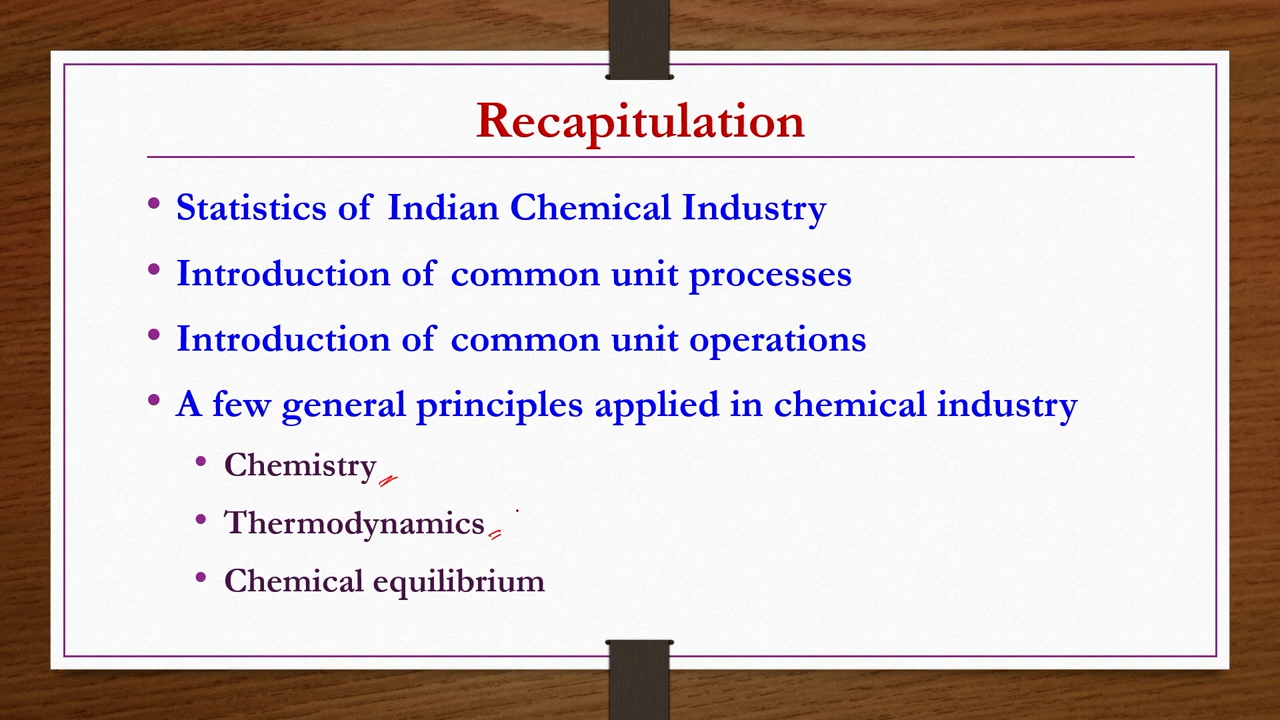 Recapitulation
• Statistics of Indian Chemical Industry
• Introduction of common unit processes
• Introduction of common unit operations
• A few general principles applied in chemical industry
• Chemistry
• Thermodynamics
• Chemical equilibrium